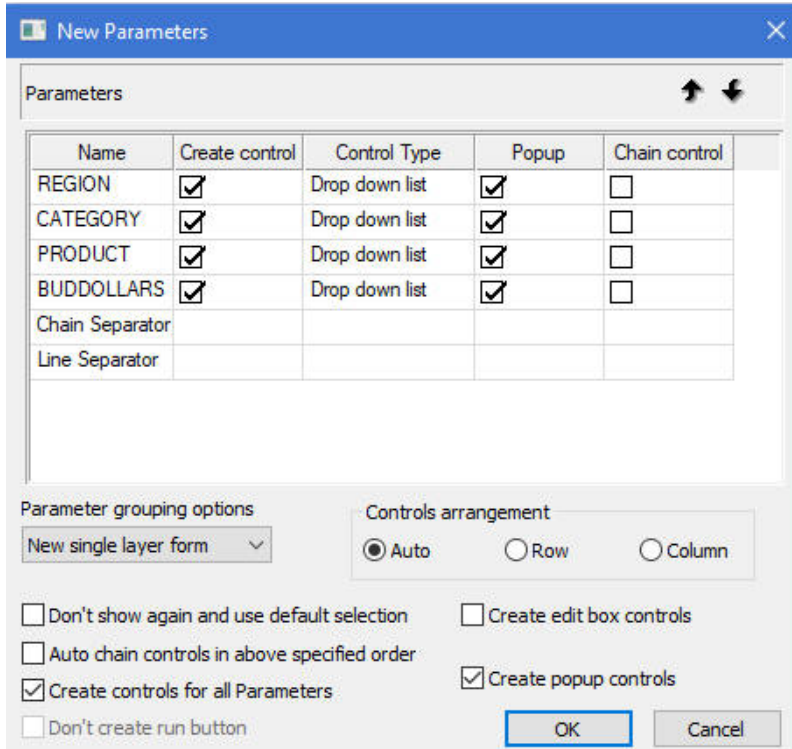 New Parameters
Parameters
Name Create control Control Type Popup Chain control
REGION Drop down list
CATEGORY Drop down list
PRODUCT Drop down list
BUDDOLLARS Drop down list
Chain Separator
Line Separator
Parameter grouping options
Controls arrangement
New single layer form
Auto Row Column
Don't show again and use default selection
Create edit box controls
Auto chain controls in above specified order
Create popup controls
Create controls for all Parameters
Don't create run button
OK Cancel